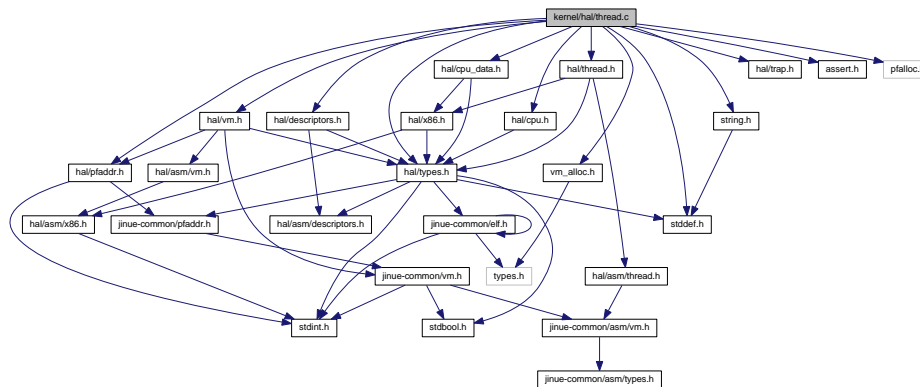 kernel/hal/thread.c
hal/cpu_data.h
hal/thread.h
hal/trap.h
assert.h
pfalloc.
hal/vm.h
hal/descriptors.h
hal/x86.h
hal/cpu.h
string.h
hal/pfaddr.h
hal/asm/vm.h
hal/types.h
vm_alloc.h
hal/asm/x86.h
jinue-common/pfaddr.h
hal/asm/descriptors.h
jinue-common/elf.h
stddef.h
jinue-common/vm.h
types.h
hal/asm/thread.h
stdint.h
stdbool.h
jinue-common/asm/vm.h
jinue-common/asm/types.h